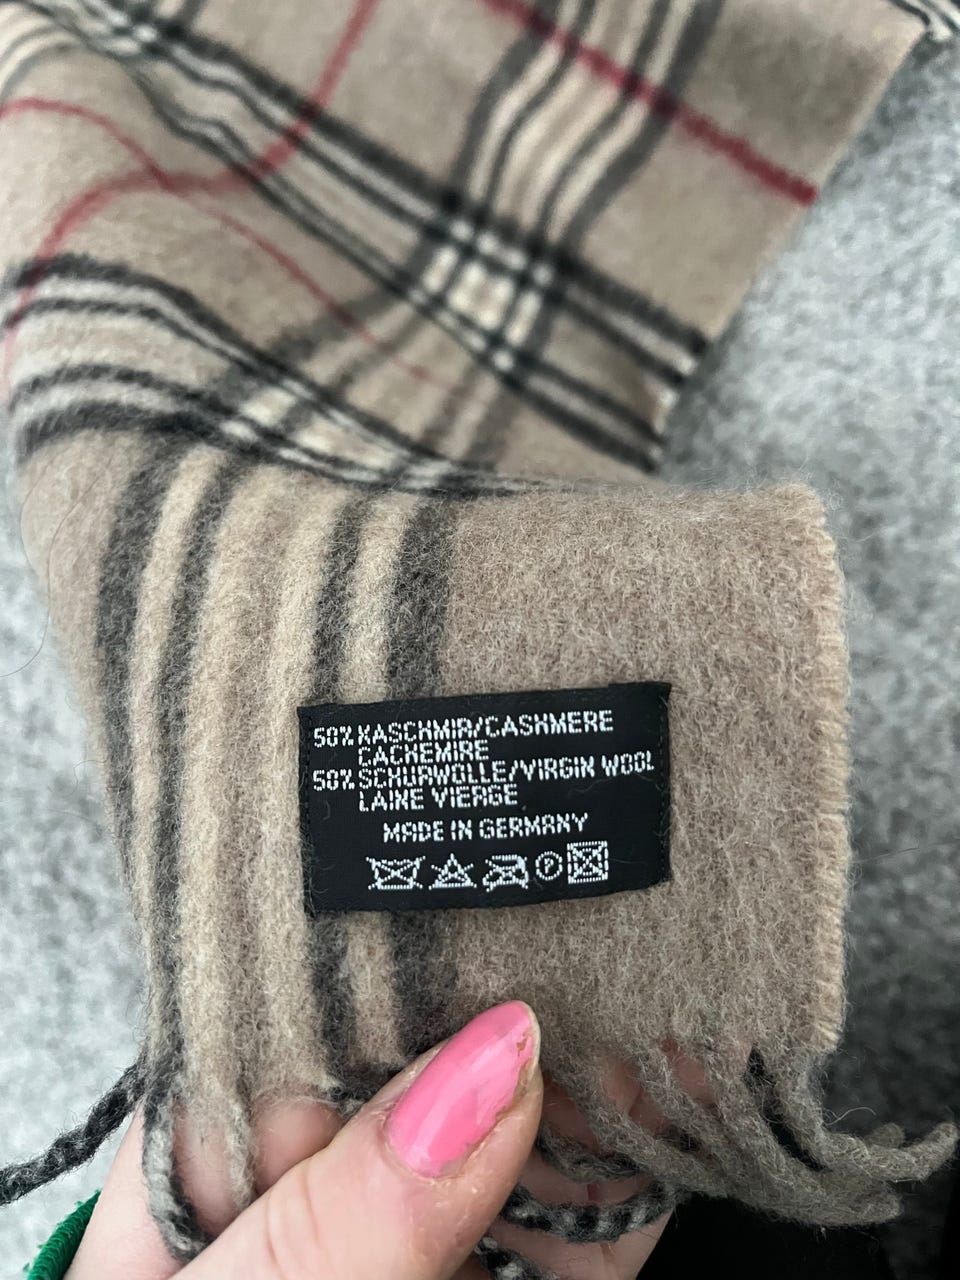 50% KASCHMIR/CASHMERE
CACHEMIRE
50% SCHURWOLLE/VIRGIN WOOL
LAINE VIERGE
MADE IN GERMANY
P